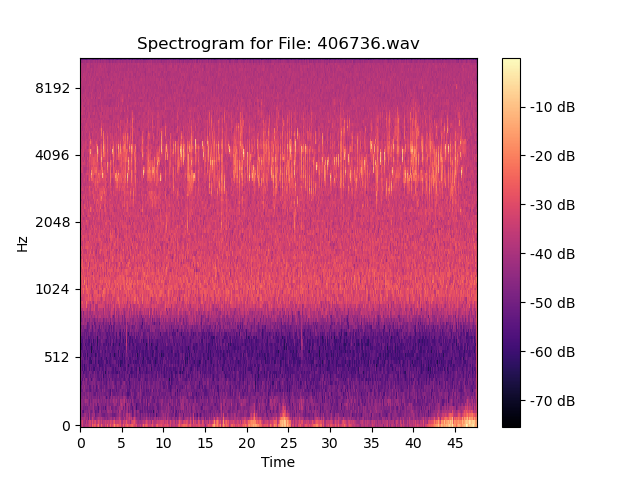 Spectrogram for File: 406736.wav
8192
4096
2048
1024
512
0
Hz
0 5 10 15 20 25 30 35 40 45
Time
-10 dB
-20 dB
-30 dB
-40 dB
-50 dB
-60 dB
-70 dB